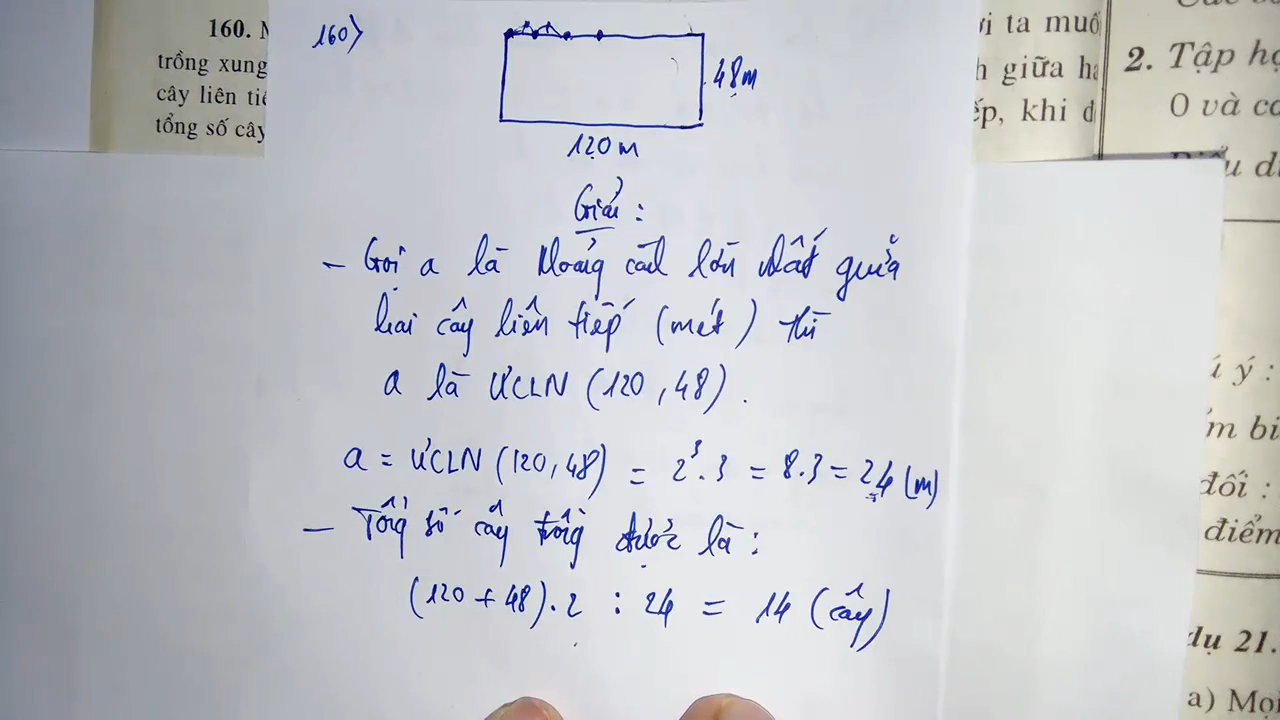 160. N
trồng xung
cây liên tiế
tổng số cây
160)
48m
120m
Giải:
- Gọi a là khoảng cách lớn nhất giữa
hai cây liên tiếp (mét) thì
a là ƯCLN (120, 48).
a = ƯCLN (120, 48) = 2³.3 = 8.3 = 24 (m)
- Tổng số cây trồng được là:
(120 + 48).2 : 24 = 14 (cây)
ời ta muố
h giữa ha
ếp, khi đ
2. Tập hợ
0 và cá
u di
ú ý :
m bi
đối :
điểm
dụ 21.
a) Mọi